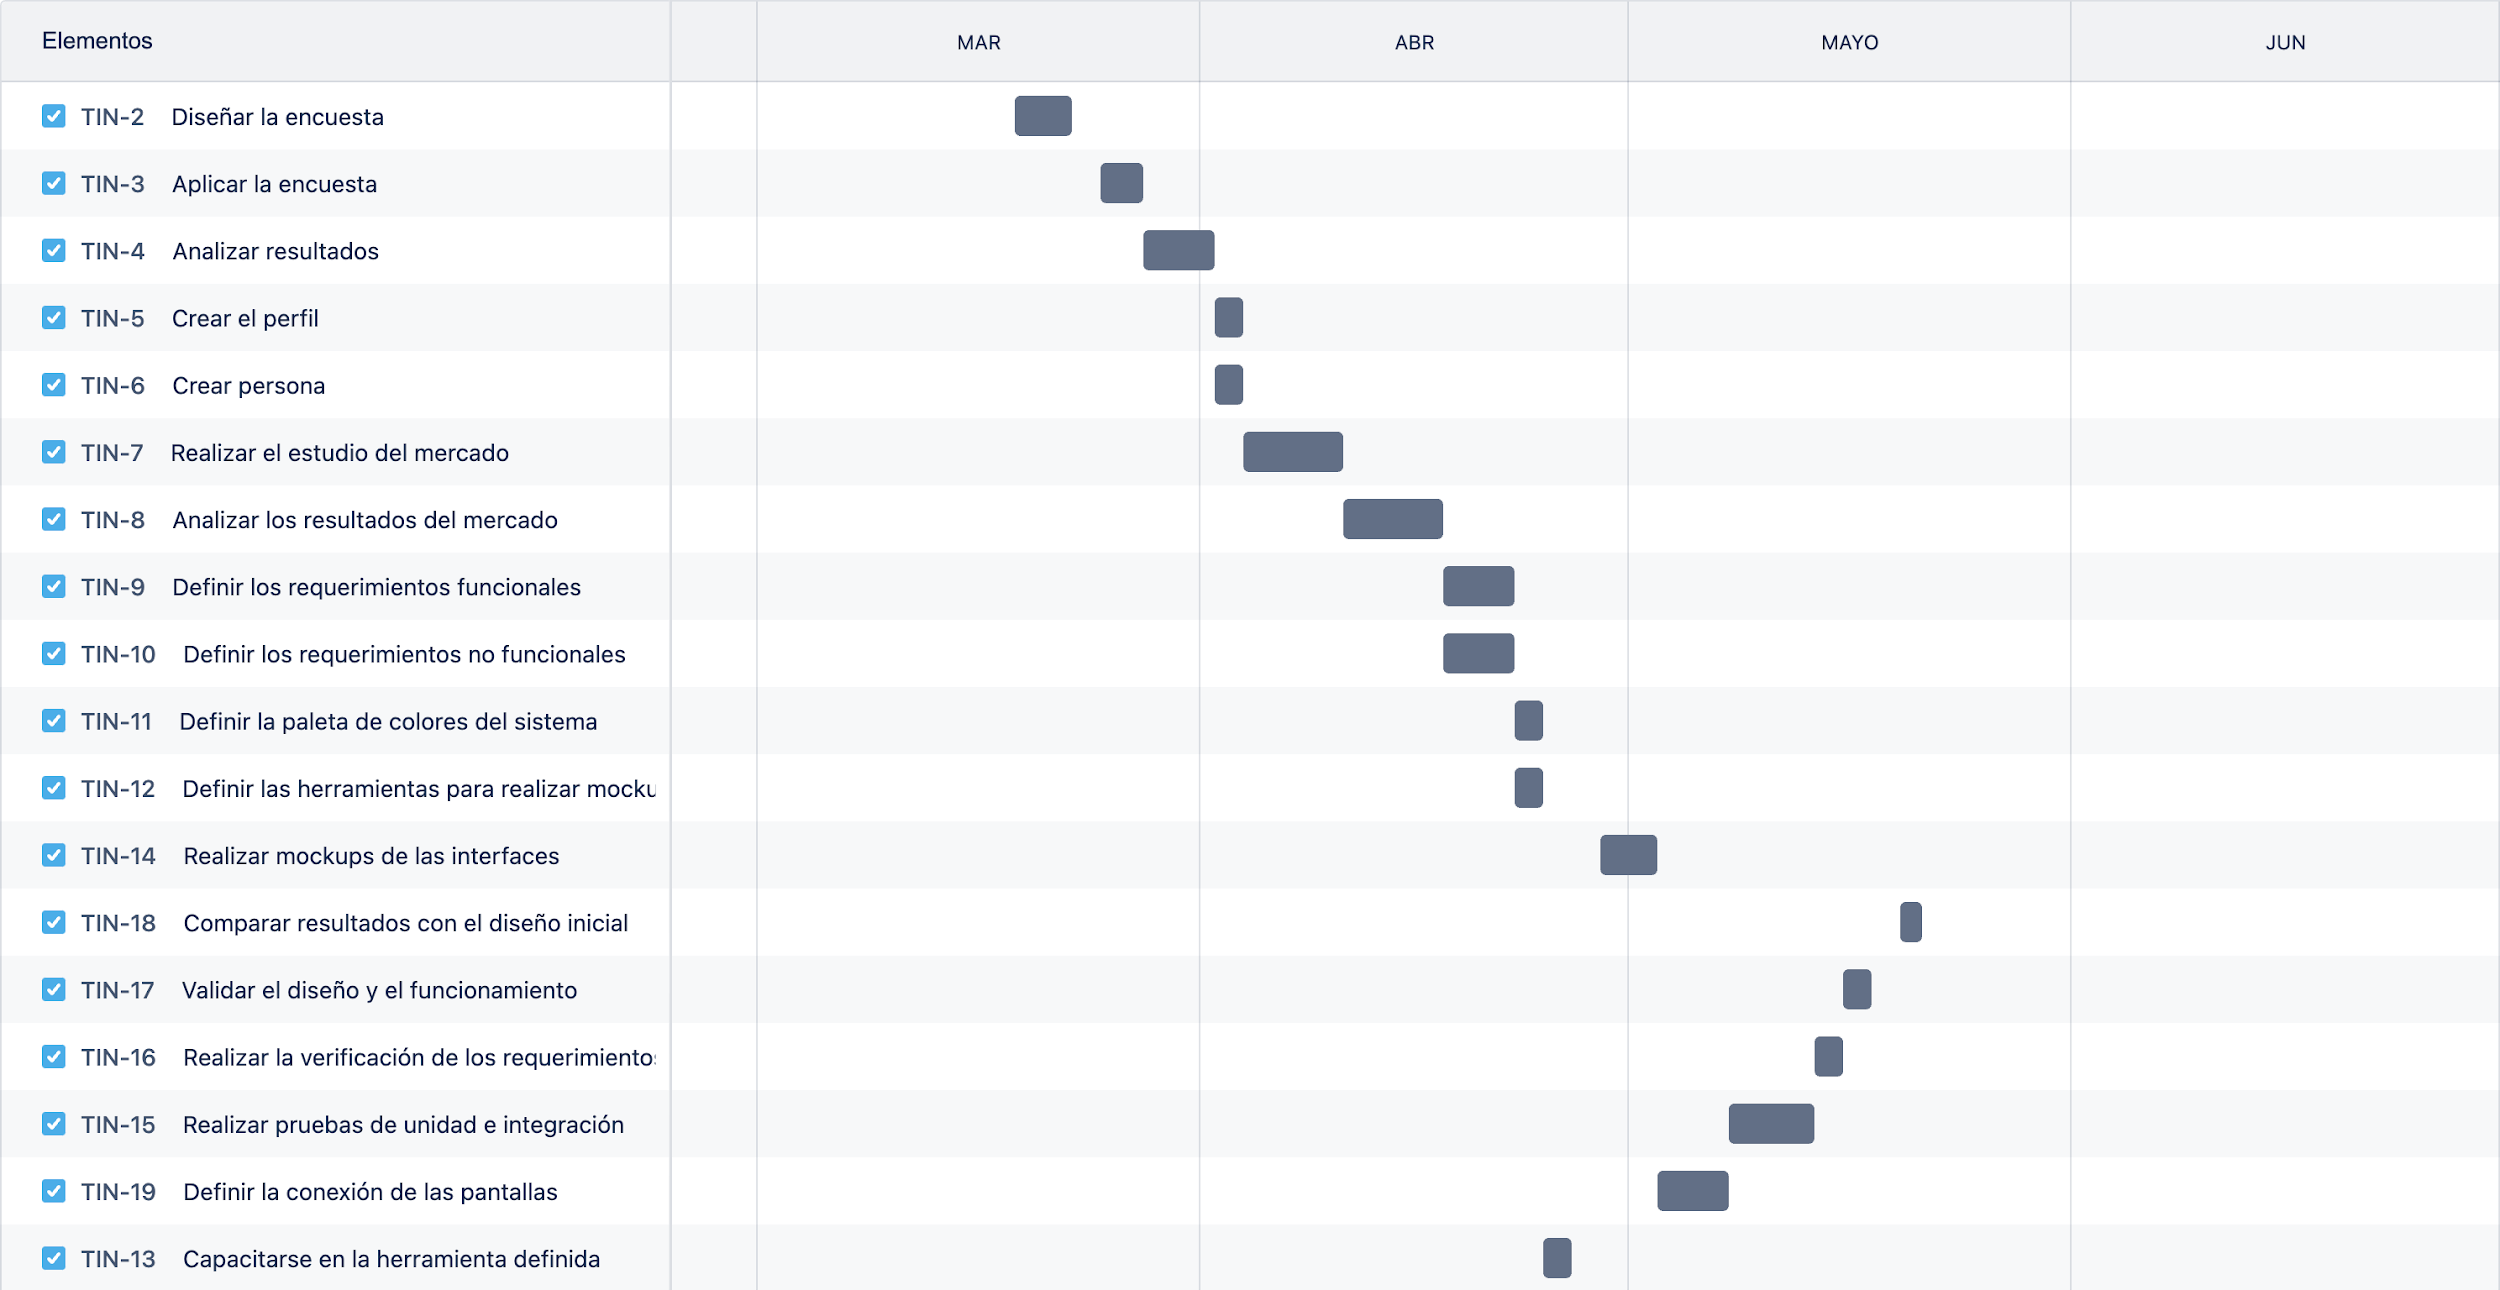 Elementos MAR ABR MAYO JUN
TIN-2 Diseñar la encuesta
TIN-3 Aplicar la encuesta
TIN-4 Analizar resultados
TIN-5 Crear el perfil
TIN-6 Crear persona
TIN-7 Realizar el estudio del mercado
TIN-8 Analizar los resultados del mercado
TIN-9 Definir los requerimientos funcionales
TIN-10 Definir los requerimientos no funcionales
TIN-11 Definir la paleta de colores del sistema
TIN-12 Definir las herramientas para realizar mocku
TIN-14 Realizar mockups de las interfaces
TIN-18 Comparar resultados con el diseño inicial
TIN-17 Validar el diseño y el funcionamiento
TIN-16 Realizar la verificación de los requerimientos
TIN-15 Realizar pruebas de unidad e integración
TIN-19 Definir la conexión de las pantallas
TIN-13 Capacitarse en la herramienta definida